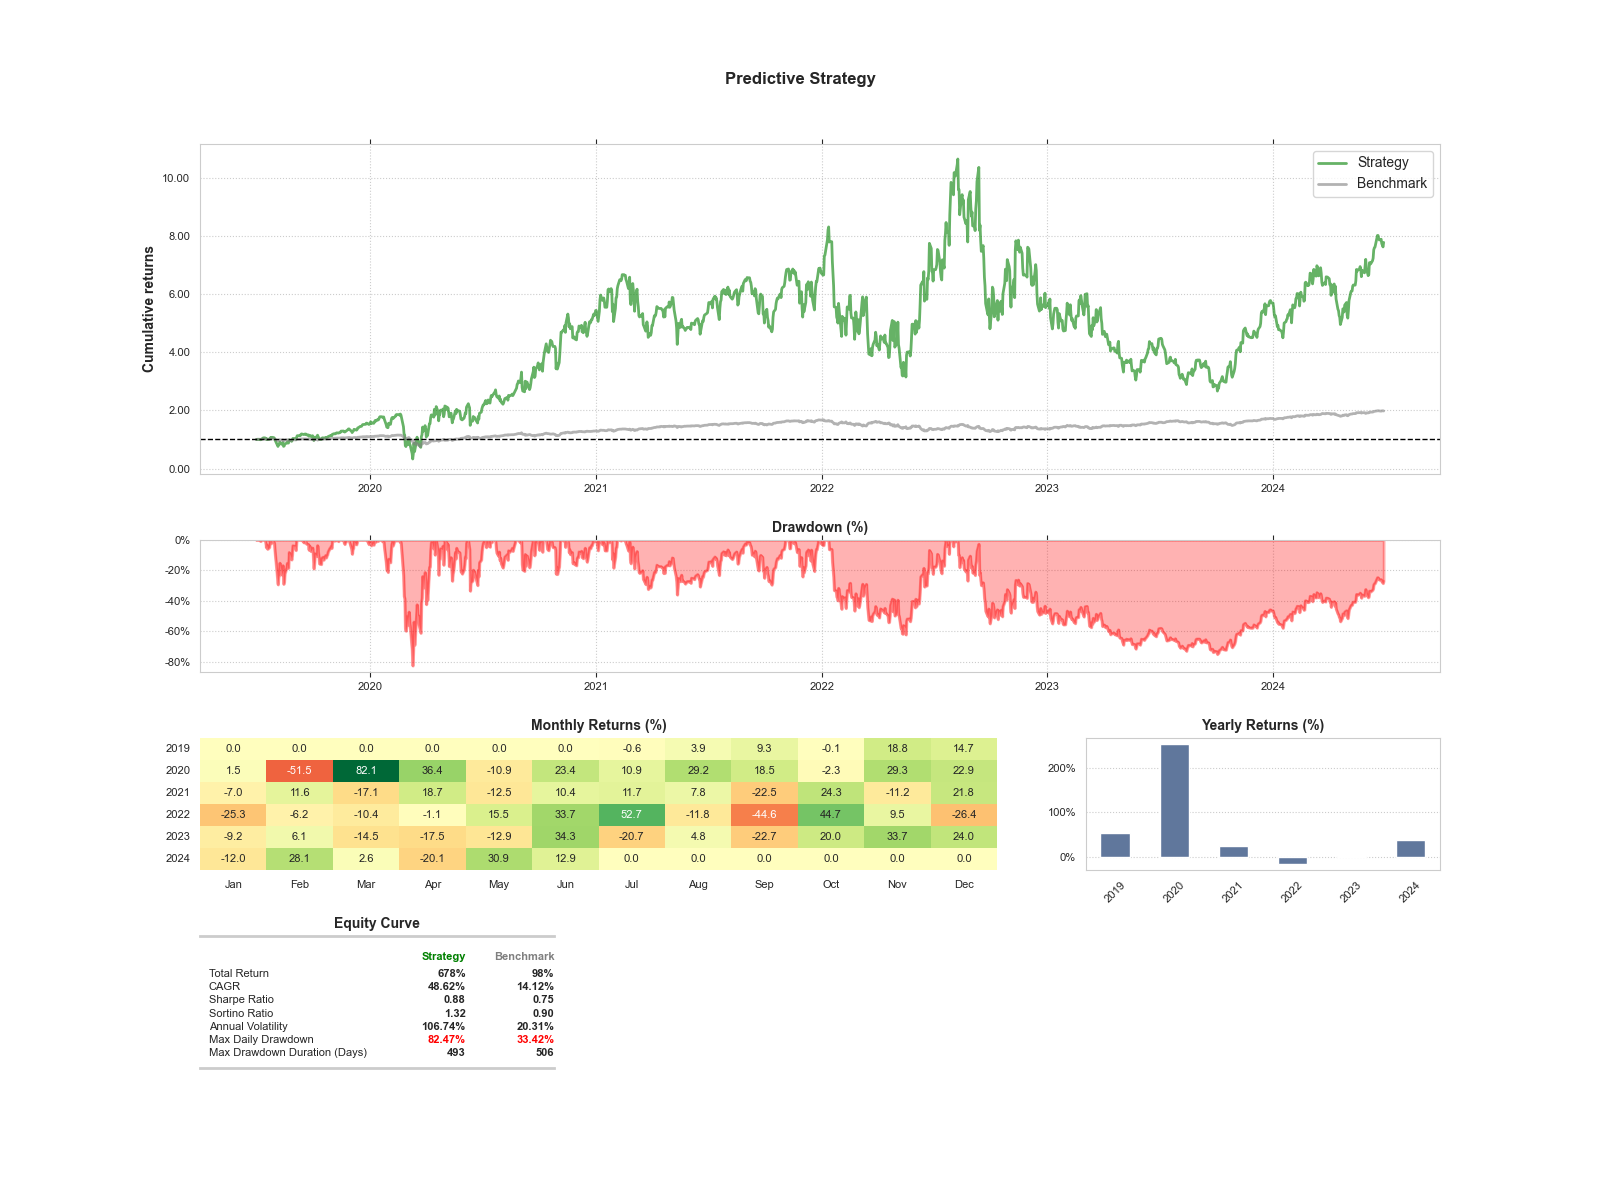 Predictive Strategy
Cumulative returns
10.00
8.00
6.00
4.00
2.00
0.00
Strategy
Benchmark
2020 2021 2022 2023 2024
Drawdown (%)
0%
-20%
-40%
-60%
-80%
2020 2021 2022 2023 2024
Monthly Returns (%)
2019 0.0 0.0 0.0 0.0 0.0 0.0 -0.6 3.9 9.3 -0.1 18.8 14.7
2020 1.5 -51.5 82.1 36.4 -10.9 23.4 10.9 29.2 18.5 -2.3 29.3 22.9
2021 -7.0 11.6 -17.1 18.7 -12.5 10.4 11.7 7.8 -22.5 24.3 -11.2 21.8
2022 -25.3 -6.2 -10.4 -1.1 15.5 33.7 52.7 -11.8 -44.6 44.7 9.5 -26.4
2023 -9.2 6.1 -14.5 -17.5 -12.9 34.3 -20.7 4.8 -22.7 20.0 33.7 24.0
2024 -12.0 28.1 2.6 -20.1 30.9 12.9 0.0 0.0 0.0 0.0 0.0 0.0
Jan Feb Mar Apr May Jun Jul Aug Sep Oct Nov Dec
Yearly Returns (%)
200%
100%
0%
2019 2020 2021 2022 2023 2024
Equity Curve
Strategy Benchmark
Total Return 678% 98%
CAGR 48.62% 14.12%
Sharpe Ratio 0.88 0.75
Sortino Ratio 1.32 0.90
Annual Volatility 106.74% 20.31%
Max Daily Drawdown 82.47% 33.42%
Max Drawdown Duration (Days) 493 506